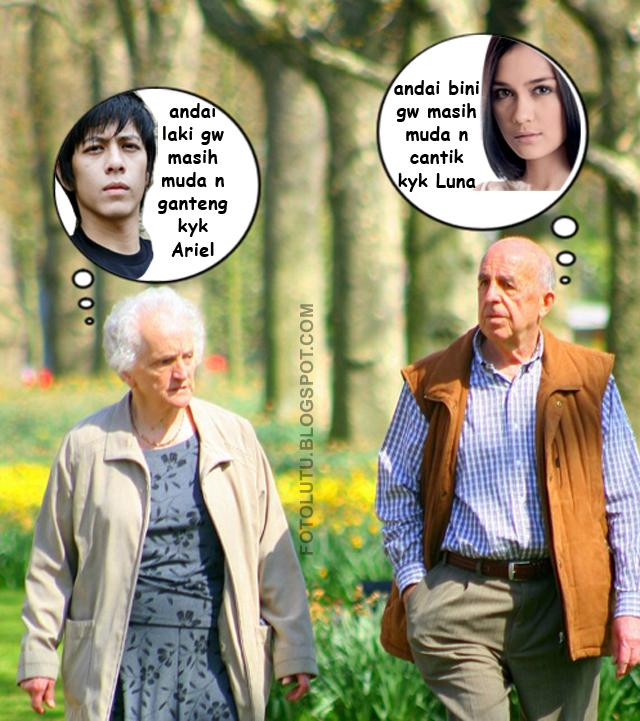 andai
laki gw
masih
muda n
ganteng
kyk
Ariel
andai bini
gw masih
muda n
cantik
kyk Luna
FOTOLUTU.BLOGSPOT.COM